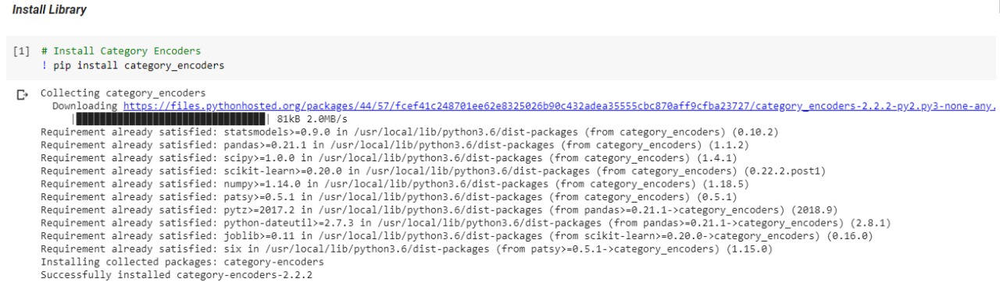 Install Library
[1] # Install Category Encoders
! pip install category_encoders
Collecting category_encoders
Downloading https://files.pythonhosted.org/packages/44/57/fcef41c248701ee62e8325026b90c432adea35555cbc870aff9cfba23727/category_encoders-2.2.2-py2.py3-none-any.
81kB 2.0MB/s
Requirement already satisfied: statsmodels>=0.9.0 in /usr/local/lib/python3.6/dist-packages (from category_encoders) (0.10.2)
Requirement already satisfied: pandas>=0.21.1 in /usr/local/lib/python3.6/dist-packages (from category_encoders) (1.1.2)
Requirement already satisfied: scipy>=1.0.0 in /usr/local/lib/python3.6/dist-packages (from category_encoders) (1.4.1)
Requirement already satisfied: scikit-learn>=0.20.0 in /usr/local/lib/python3.6/dist-packages (from category_encoders) (0.22.2.post1)
Requirement already satisfied: numpy>=1.14.0 in /usr/local/lib/python3.6/dist-packages (from category_encoders) (1.18.5)
Requirement already satisfied: patsy>=0.5.1 in /usr/local/lib/python3.6/dist-packages (from category_encoders) (0.5.1)
Requirement already satisfied: pytz>=2017.2 in /usr/local/lib/python3.6/dist-packages (from pandas>=0.21.1->category_encoders) (2018.9)
Requirement already satisfied: python-dateutil>=2.7.3 in /usr/local/lib/python3.6/dist-packages (from pandas>=0.21.1->category_encoders) (2.8.1)
Requirement already satisfied: joblib>=0.11 in /usr/local/lib/python3.6/dist-packages (from scikit-learn>=0.20.0->category_encoders) (0.16.0)
Requirement already satisfied: six in /usr/local/lib/python3.6/dist-packages (from patsy>=0.5.1->category_encoders) (1.15.0)
Installing collected packages: category-encoders
Successfully installed category-encoders-2.2.2